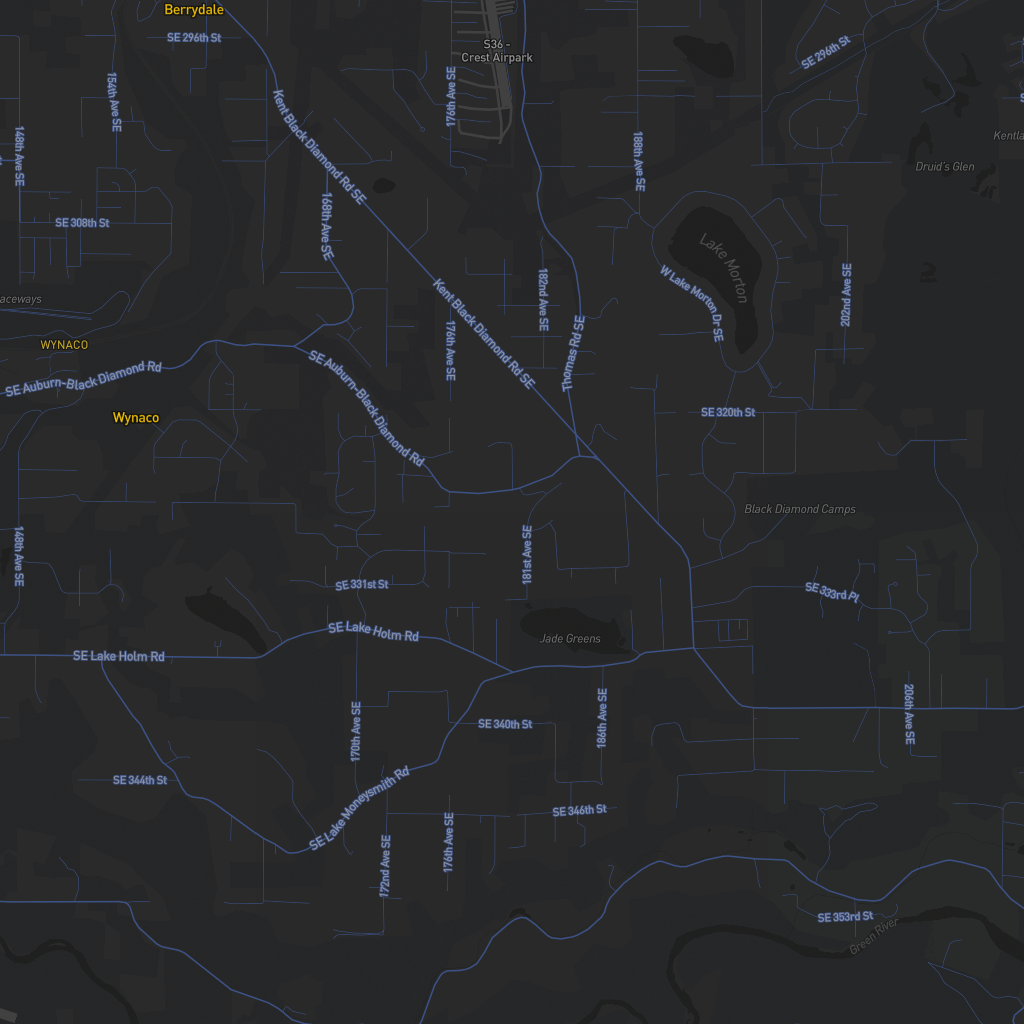 Berrydale
SE 296th St
S36 -
Crest Airpark
SE 296th St
154th Ave SE
176th Ave SE
148th Ave SE
Kent Black Diamond Rd SE
188th Ave SE
Druid's Glen
SE 308th St
168th Ave SE
Lake Morton
W Lake Morton Dr SE
182nd Ave SE
202nd Ave SE
Kent Black Diamond Rd SE
176th Ave SE
Thomas Rd SE
WYNACO
SE Auburn-Black Diamond Rd
SE Auburn-Black Diamond Rd
Wynaco
SE 320th St
Black Diamond Camps
148th Ave SE
181st Ave SE
SE 331st St
SE 333rd Pl
SE Lake Holm Rd
Jade Greens
SE Lake Holm Rd
206th Ave SE
170th Ave SE
SE 340th St
186th Ave SE
SE 344th St
SE Lake Moneysmith Rd
SE 346th St
172nd Ave SE
176th Ave SE
SE 353rd St
Green River